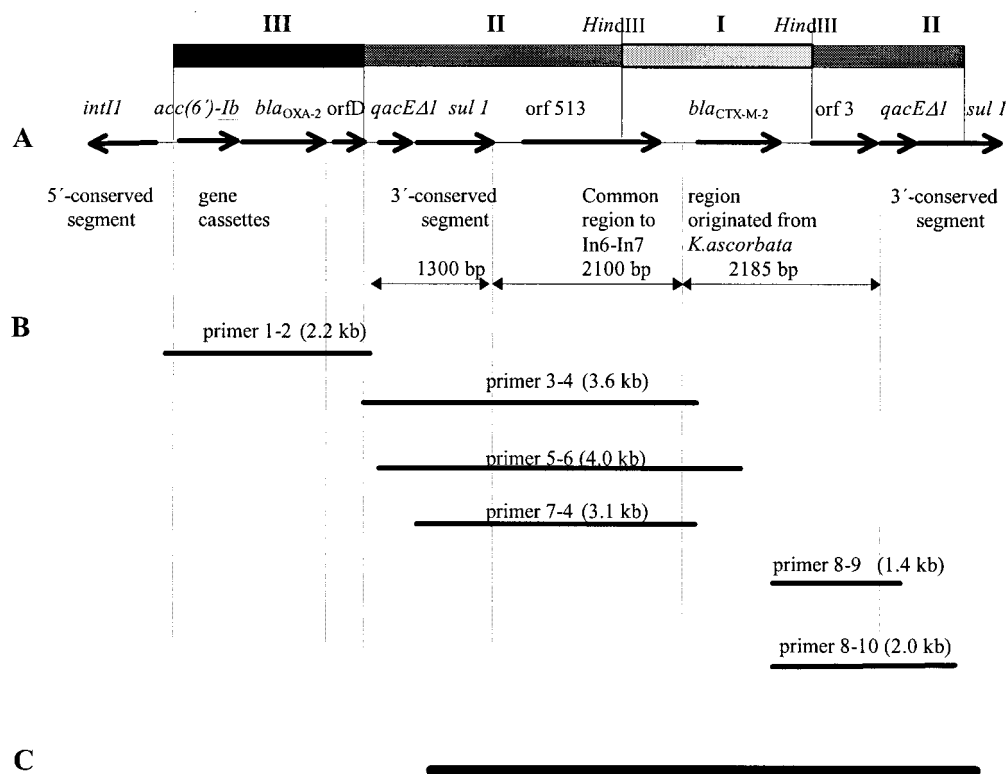 III II HindIII I HindIII II
intI1 acc(6´)-Ib blaOXA-2 orfD qacEΔ1 sul 1 orf 513 blaCTX-M-2 orf 3 qacEΔ1 sul 1
A
5´-conserved gene 3´-conserved Common region 3´-conserved
segment cassettes segment region to originated from segment
In6-In7 K.ascorbata
1300 bp 2100 bp 2185 bp
B
primer 1-2 (2.2 kb)
primer 3-4 (3.6 kb)
primer 5-6 (4.0 kb)
primer 7-4 (3.1 kb)
primer 8-9 (1.4 kb)
primer 8-10 (2.0 kb)
C